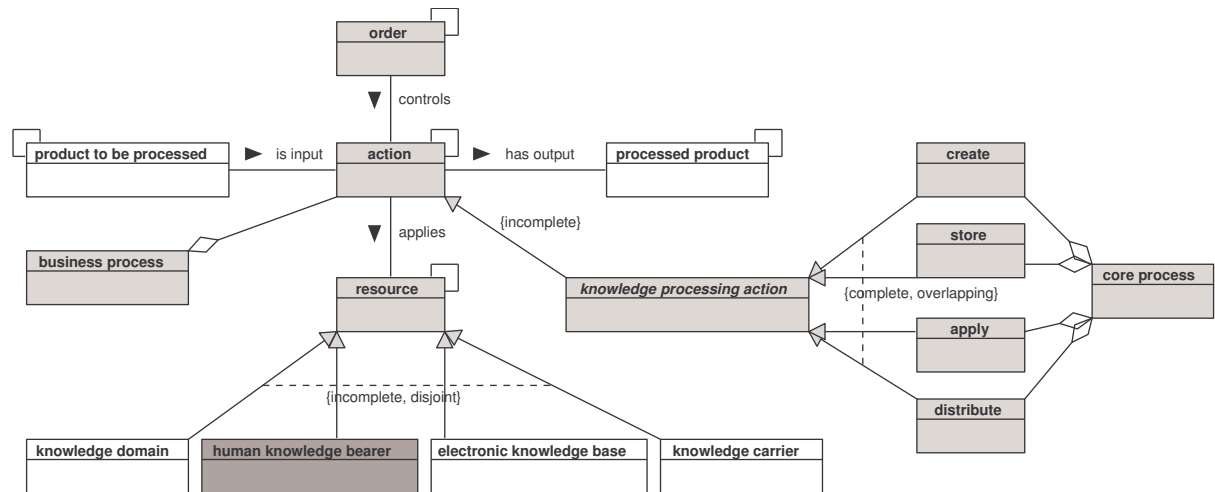 order
controls
product to be processed
is input
action
has output
processed product
create
{incomplete}
store
applies
business process
core process
resource
knowledge processing action
{complete, overlapping}
apply
{incomplete, disjoint}
distribute
knowledge domain
human knowledge bearer
electronic knowledge base
knowledge carrier